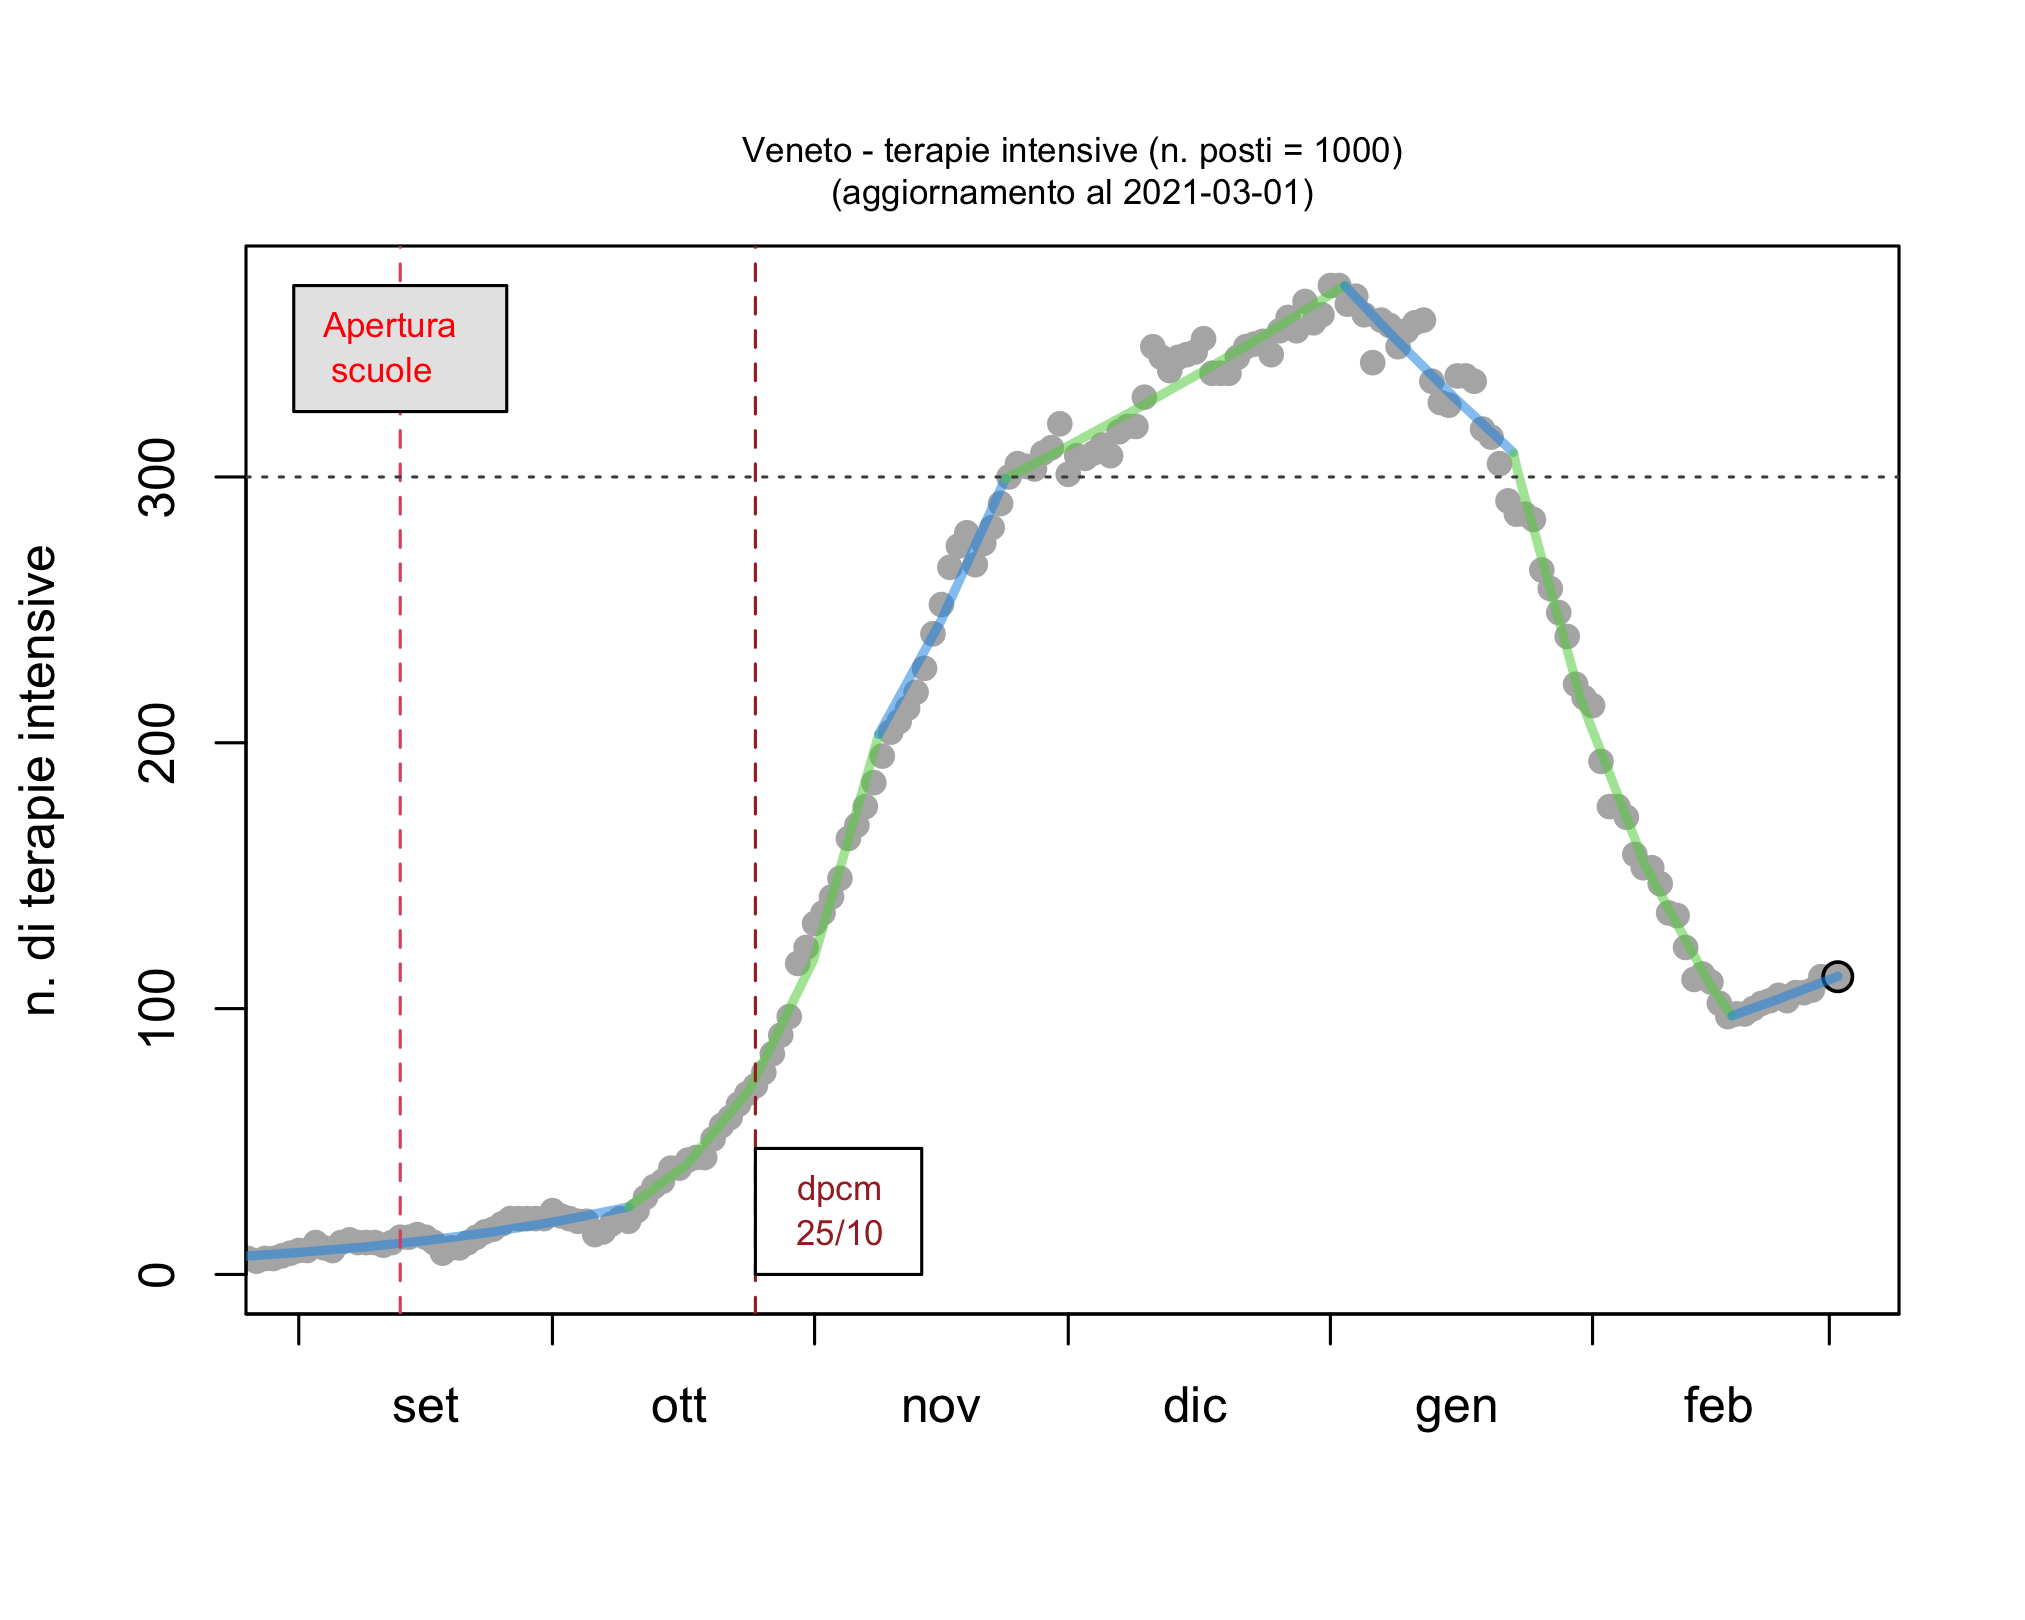 Veneto - terapie intensive (n. posti = 1000)
(aggiornamento al 2021-03-01)
Apertura
scuole
n. di terapie intensive
300
200
100
0
dpcm
25/10
set ott nov dic gen feb